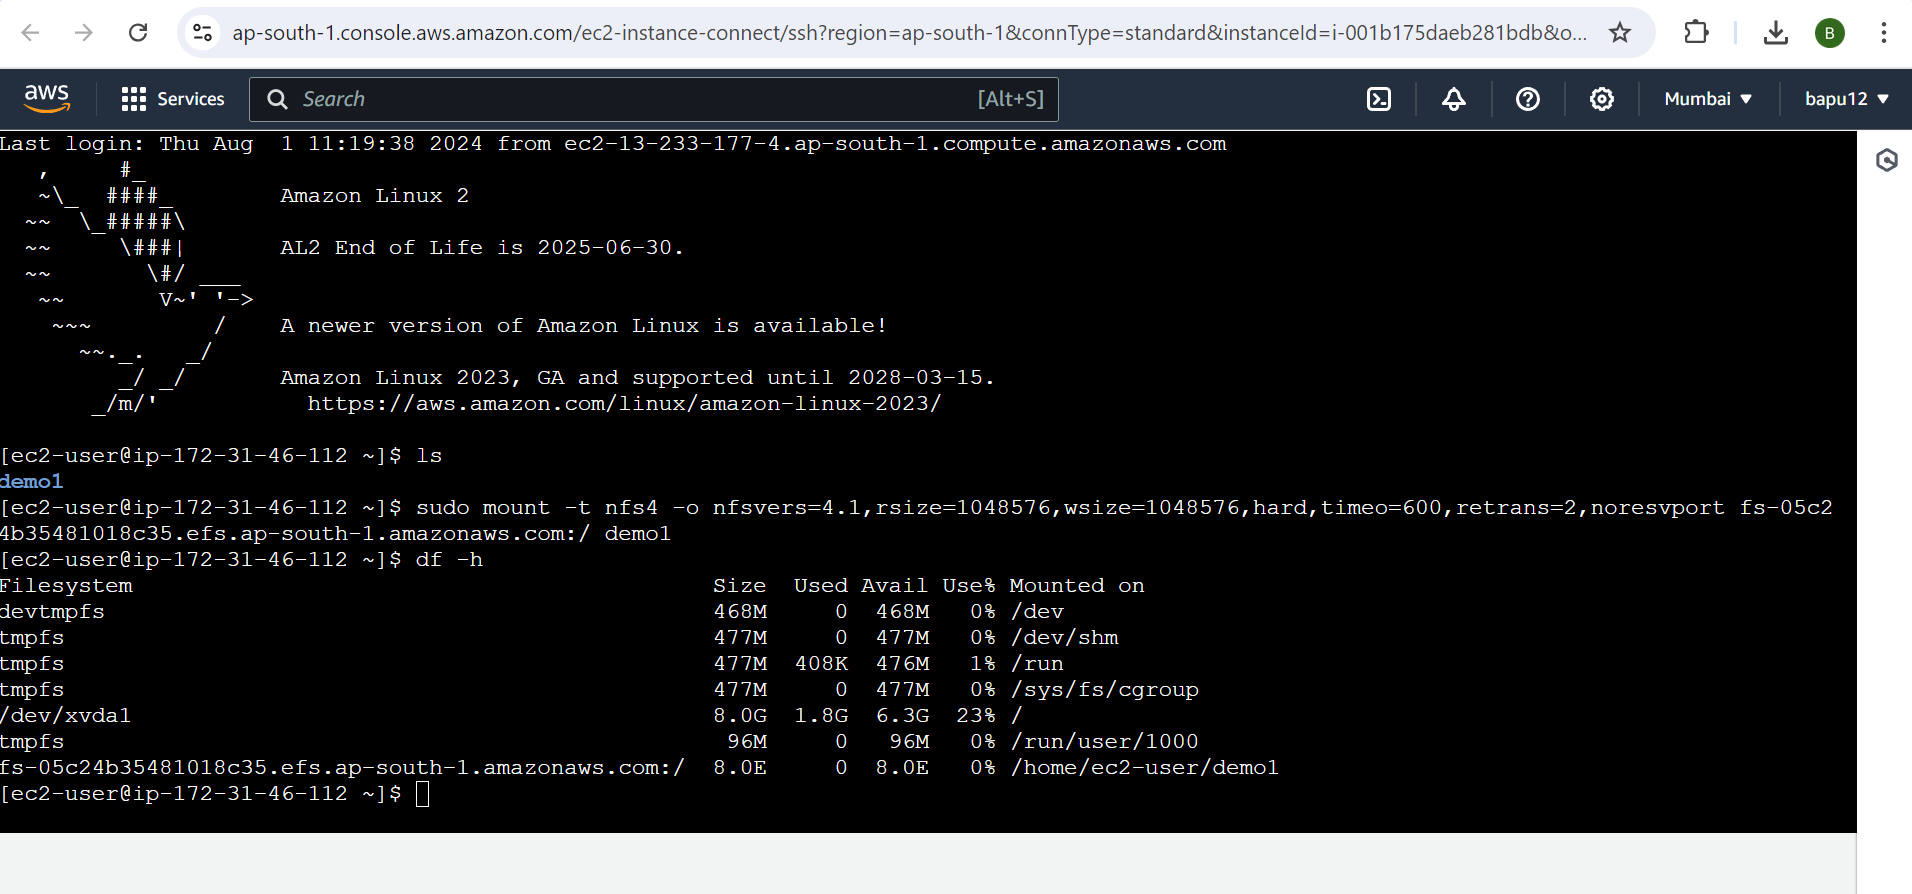 ap-south-1.console.aws.amazon.com/ec2-instance-connect/ssh?region=ap-south-1&connType=standard&instanceId=i-001b175daeb281bdb&o...
B
aws
Services
Search
[Alt+S]
Mumbai ▼
bapu12 ▼
Last login: Thu Aug  1 11:19:38 2024 from ec2-13-233-177-4.ap-south-1.compute.amazonaws.com
   ,     #_
   ~\_  ####_        Amazon Linux 2
  ~~  \_#####\
  ~~     \###|       AL2 End of Life is 2025-06-30.
  ~~       \#/ ___
   ~~       V~' '->
    ~~~         /    A newer version of Amazon Linux is available!
      ~~._.   _/
         _/ _/       Amazon Linux 2023, GA and supported until 2028-03-15.
       _/m/'           https://aws.amazon.com/linux/amazon-linux-2023/
[ec2-user@ip-172-31-46-112 ~]$ ls
demo1
[ec2-user@ip-172-31-46-112 ~]$ sudo mount -t nfs4 -o nfsvers=4.1,rsize=1048576,wsize=1048576,hard,timeo=600,retrans=2,noresvport fs-05c2
4b35481018c35.efs.ap-south-1.amazonaws.com:/ demo1
[ec2-user@ip-172-31-46-112 ~]$ df -h
Filesystem                                           Size  Used Avail Use% Mounted on
devtmpfs                                             468M     0  468M   0% /dev
tmpfs                                                477M     0  477M   0% /dev/shm
tmpfs                                                477M  408K  476M   1% /run
tmpfs                                                477M     0  477M   0% /sys/fs/cgroup
/dev/xvda1                                           8.0G  1.8G  6.3G  23% /
tmpfs                                                 96M     0   96M   0% /run/user/1000
fs-05c24b35481018c35.efs.ap-south-1.amazonaws.com:/  8.0E     0  8.0E   0% /home/ec2-user/demo1
[ec2-user@ip-172-31-46-112 ~]$